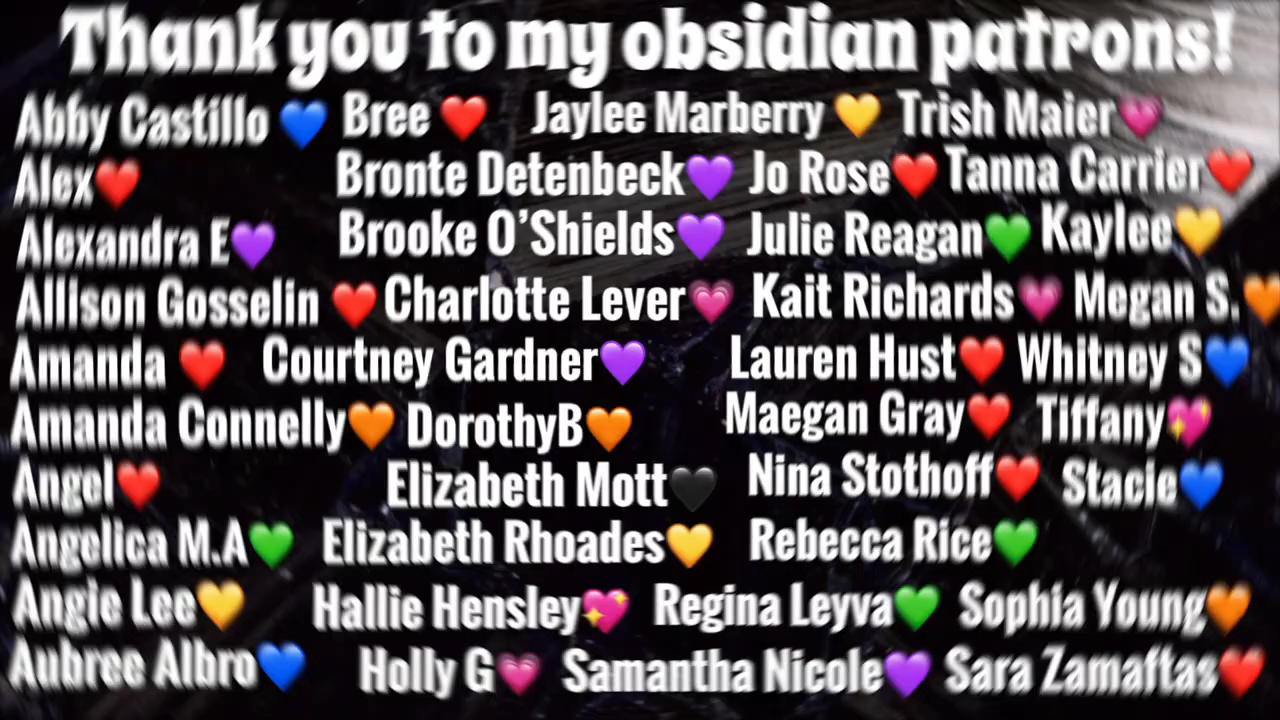 Thank you to my obsidian patrons!
Abby Castillo 💙 Bree ❤️ Jaylee Marberry 💛 Trish Maier💗
Alex❤️ Bronte Detenbeck💜 Jo Rose❤️ Tanna Carrier❤️
Alexandra E💜 Brooke O'Shields💜 Julie Reagan💚 Kaylee💛
Allison Gosselin ❤️ Charlotte Lever💗 Kait Richards💗 Megan S.🧡
Amanda ❤️ Courtney Gardner💜 Lauren Hust❤️ Whitney S💙
Amanda Connelly🧡 DorothyB🧡 Maegan Gray❤️ Tiffany💖
Angel❤️ Elizabeth Mott🖤 Nina Stothoff❤️ Stacie💙
Angelica M.A💚 Elizabeth Rhoades💛 Rebecca Rice💚
Angie Lee💛 Hallie Hensley💖 Regina Leyva💚 Sophia Young🧡
Aubree Albro💙 Holly G💗 Samantha Nicole💜 Sara Zamaftas❤️